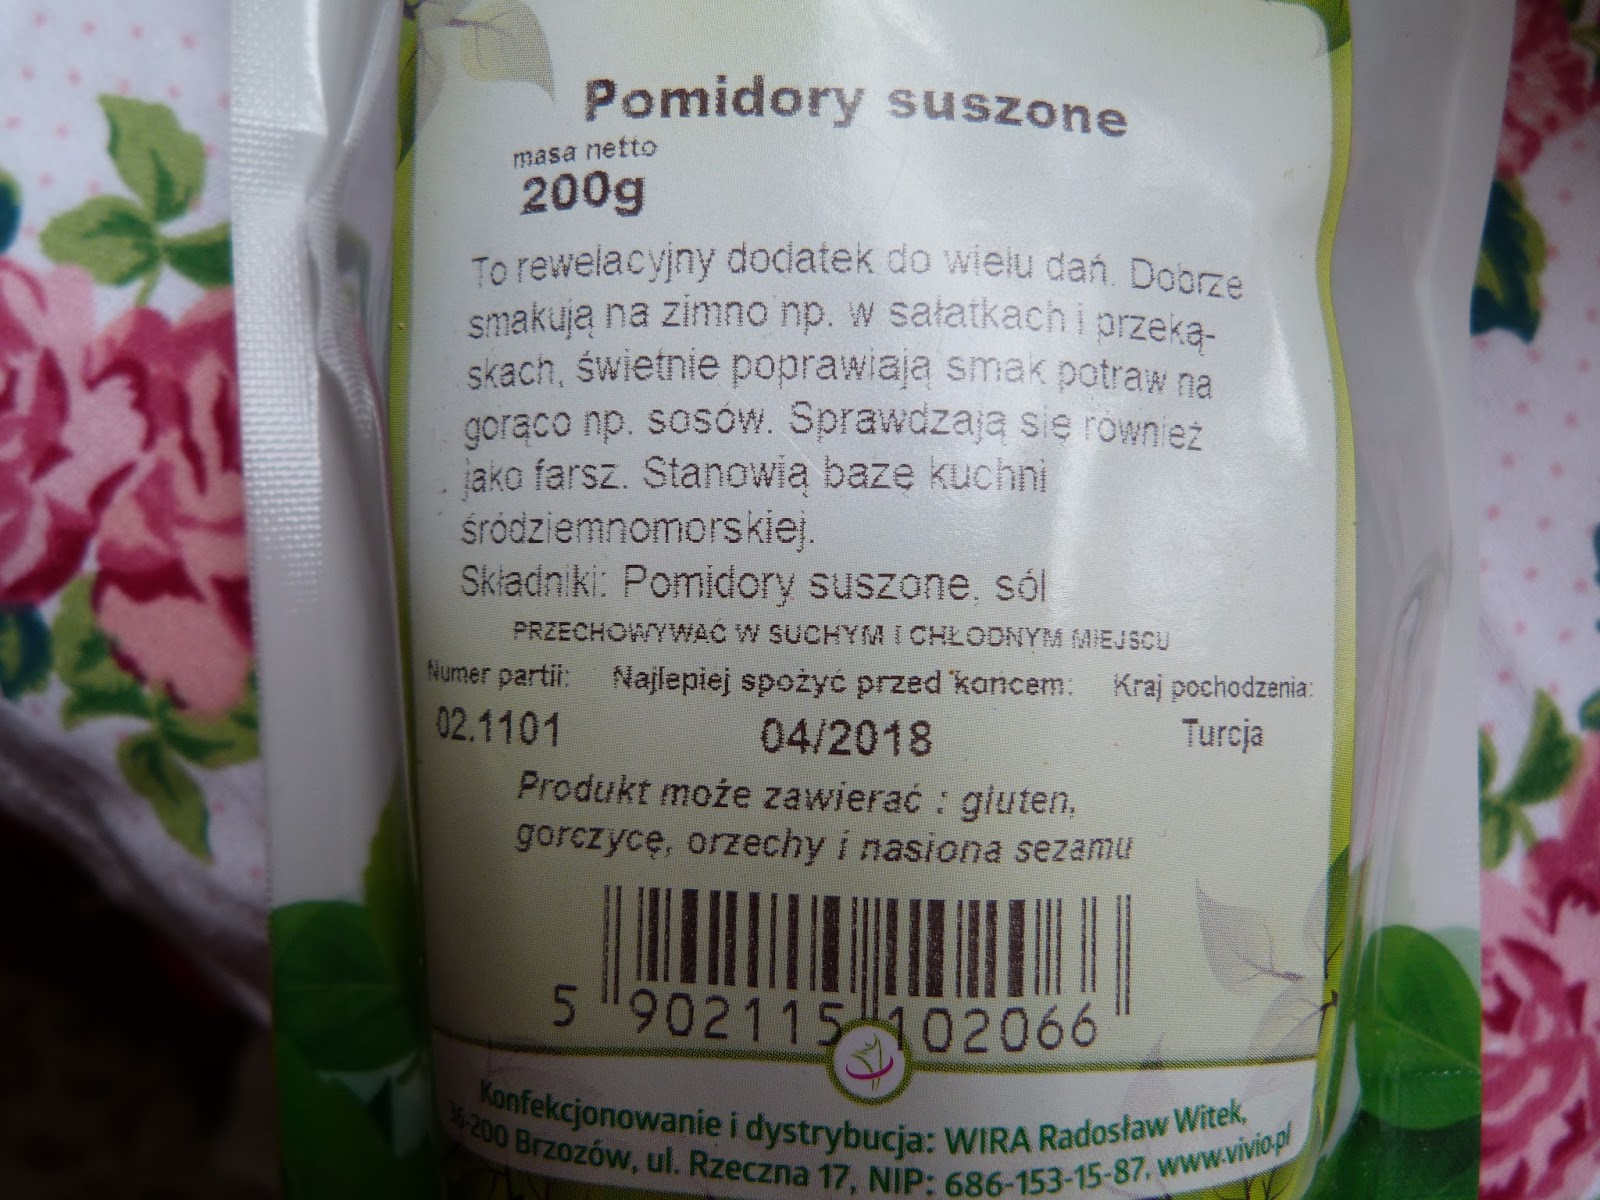 Pomidory suszone
masa netto
200g
To rewelacyjny dodatek do wielu dań. Dobrze
smakują na zimno np. w sałatkach i przeką-
skach, świetnie poprawiają smak potraw na
gorąco np. sosów. Sprawdzają się również
jako farsz. Stanowią bazę kuchni
śródziemnomorskiej.
Składniki: Pomidory suszone, sól
PRZECHOWYWAĆ W SUCHYM I CHŁODNYM MIEJSCU
Numer partii: Najlepiej spożyć przed końcem: Kraj pochodzenia:
02.1101 04/2018 Turcja
Produkt może zawierać : gluten,
gorczycę, orzechy i nasiona sezamu
5 902115 102066
Konfekcjonowanie i dystrybucja: WIRA Radosław Witek,
36-200 Brzozów, ul. Rzeczna 17, NIP: 686-153-15-87, www.vivio.pl